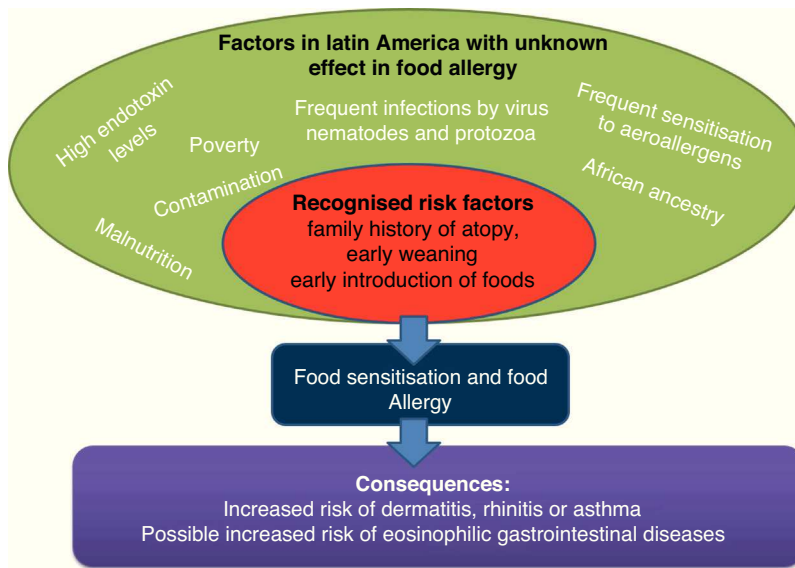 Factors in latin America with unknown
effect in food allergy
High endotoxin
levels
Poverty
Contamination
Malnutrition
Frequent infections by virus
nematodes and protozoa
Frequent sensitisation
to aeroallergens
African ancestry
Recognised risk factors
family history of atopy,
early weaning
early introduction of foods
Food sensitisation and food
Allergy
Consequences:
Increased risk of dermatitis, rhinitis or asthma
Possible increased risk of eosinophilic gastrointestinal diseases